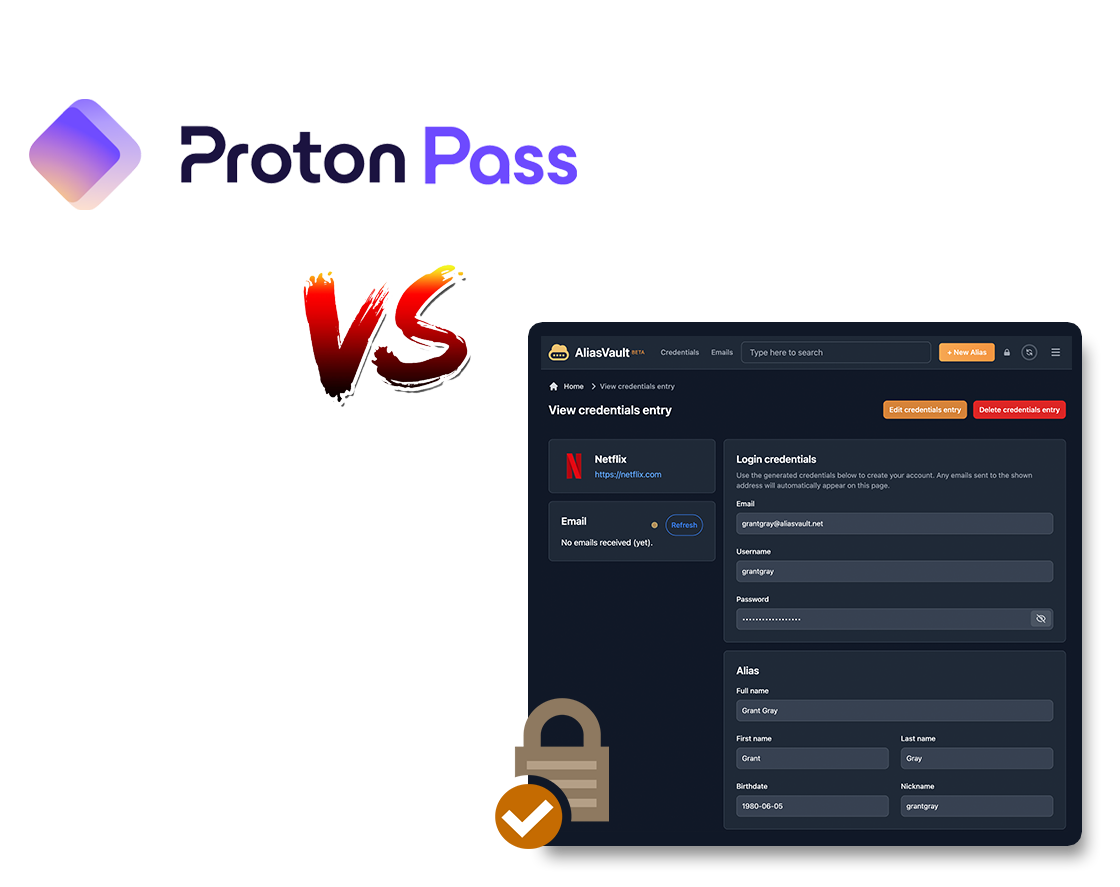 Proton Pass
VS
AliasVault BETA Credentials Emails Type here to search + New Alias
Home View credentials entry
View credentials entry Edit credentials entry Delete credentials entry
Netflix
https://netflix.com
Email Refresh
No emails received (yet).
Login credentials
Use the generated credentials below to create your account. Any emails sent to the shown
address will automatically appear on this page.
Email
grantgray@aliasvault.net
Username
grantgray
Password
••••••••••••••••••
Alias
Full name
Grant Gray
First name Last name
Grant Gray
Birthdate Nickname
1980-06-05 grantgray